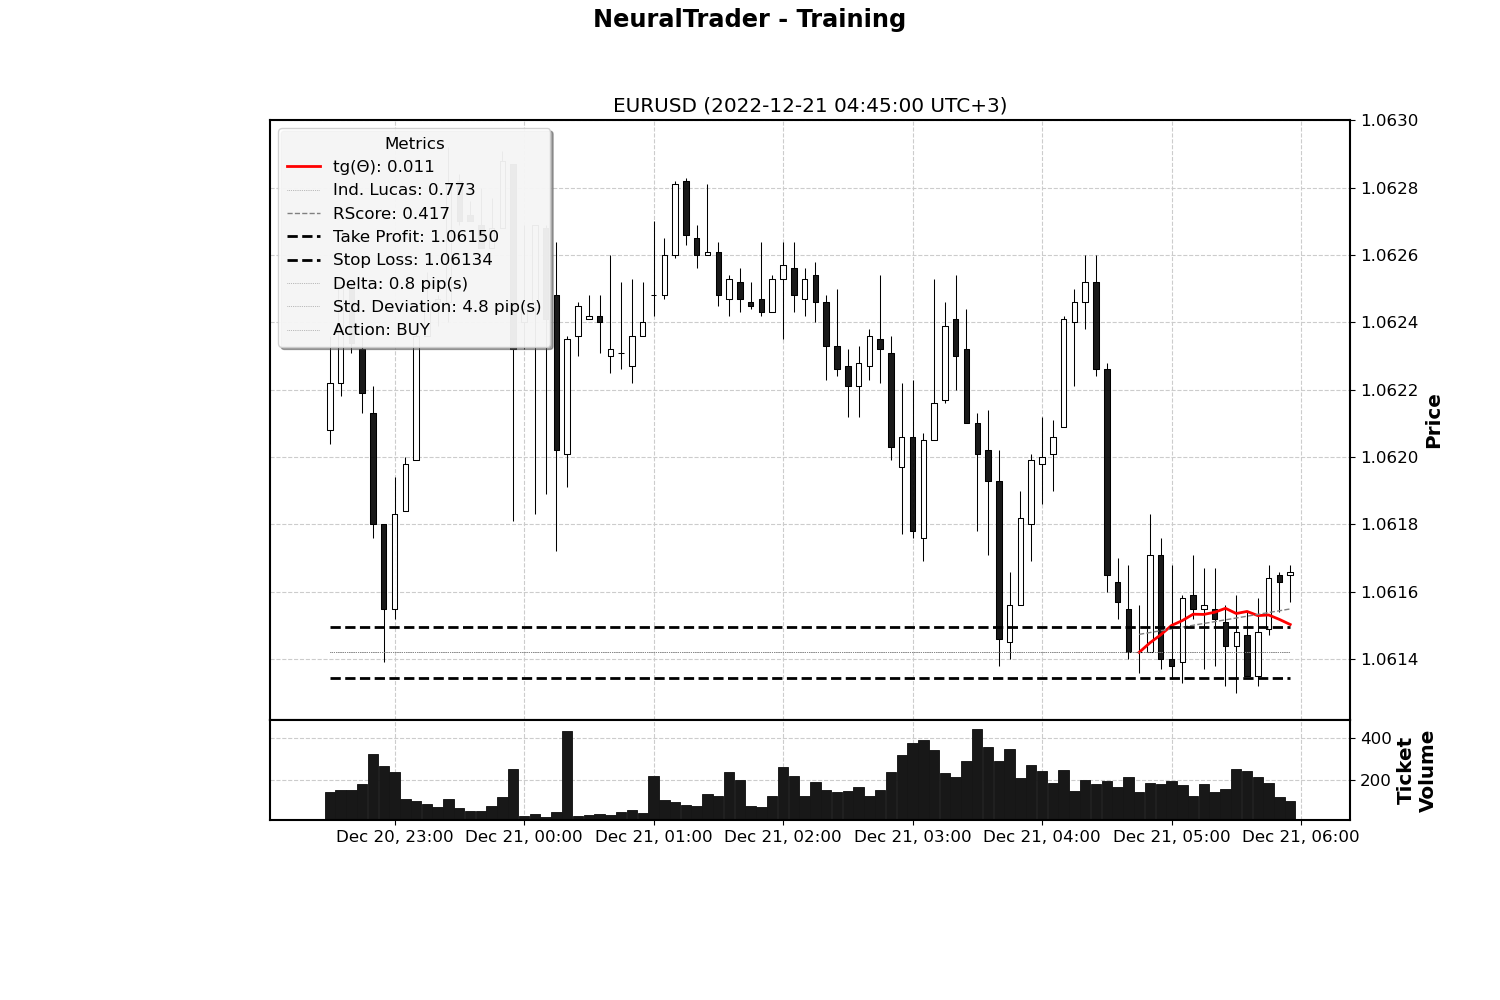 NeuralTrader - Training
EURUSD (2022-12-21 04:45:00 UTC+3)
Metrics
tg(Θ): 0.011
Ind. Lucas: 0.773
RScore: 0.417
Take Profit: 1.06150
Stop Loss: 1.06134
Delta: 0.8 pip(s)
Std. Deviation: 4.8 pip(s)
Action: BUY
1.0630
1.0628
1.0626
1.0624
1.0622
1.0620
1.0618
1.0616
1.0614
Price
400
200
Ticket
Volume
Dec 20, 23:00 Dec 21, 00:00 Dec 21, 01:00 Dec 21, 02:00 Dec 21, 03:00 Dec 21, 04:00 Dec 21, 05:00 Dec 21, 06:00